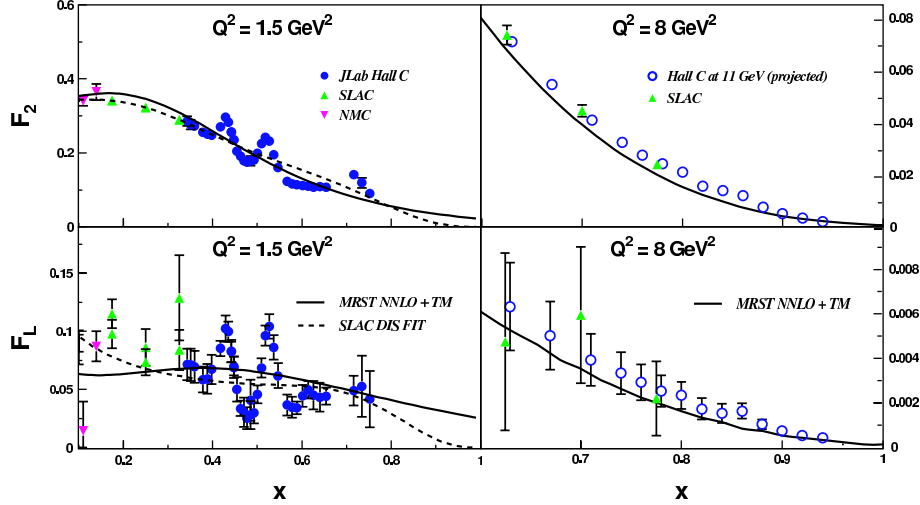 Q² = 1.5 GeV²
Q² = 8 GeV²
F₂
0.6
0.4
0.2
0
JLab Hall C
SLAC
NMC
Hall C at 11 GeV (projected)
SLAC
0.08
0.06
0.04
0.02
0
Q² = 1.5 GeV²
Q² = 8 GeV²
F_L
0.15
0.1
0.05
0
MRST NNLO + TM
SLAC DIS FIT
MRST NNLO + TM
0.006
0.004
0.002
0
0.2 0.4 0.6 0.8 1 0.7 0.8 0.9 1
x x